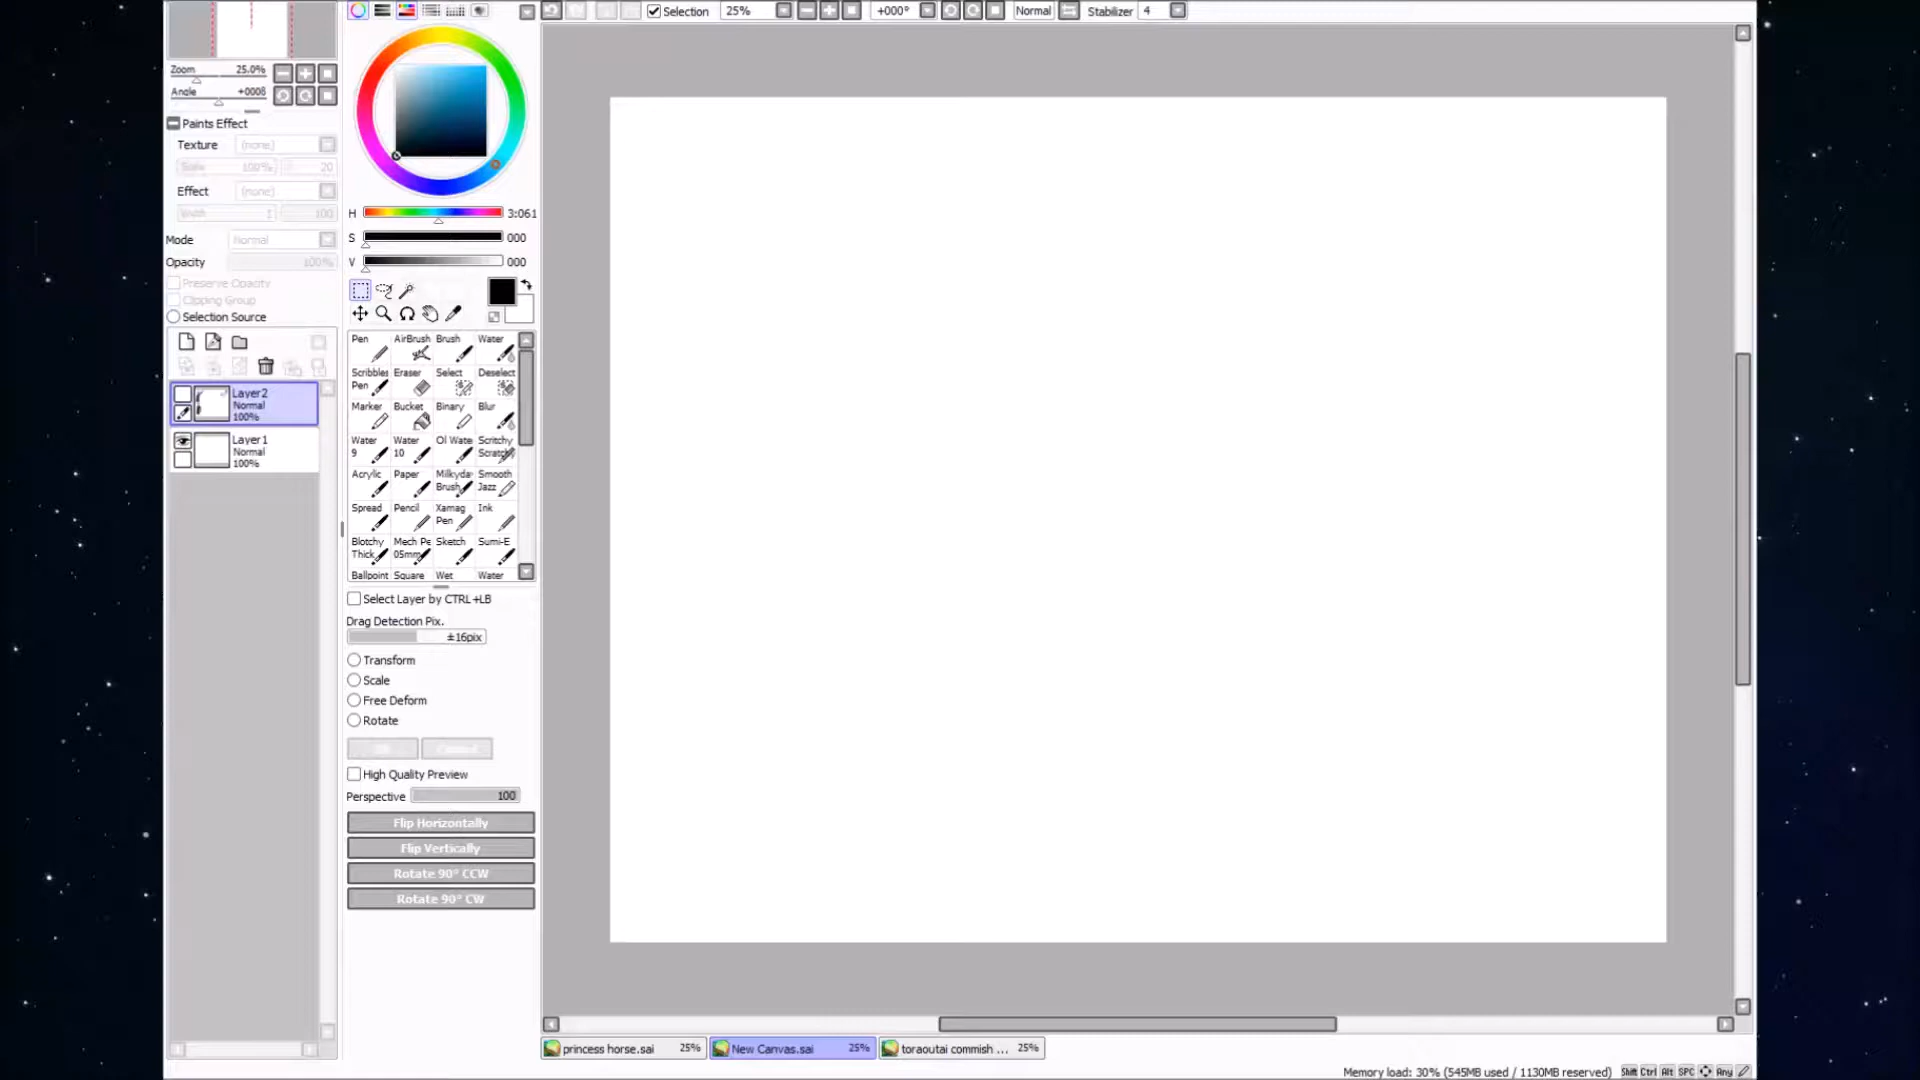 Selection 25% +000° Normal Stabilizer 4
Zoom 25.0%
Angle +0008
Paints Effect
Texture (none)
Scale 100% 20
Effect (none)
Width 1 100
Mode Normal
Opacity 100%
Preserve Opacity
Clipping Group
Selection Source
Layer2
Normal
100%
Layer1
Normal
100%
H 3:061
S 000
V 000
Pen AirBrush Brush Water
Scribbles Pen Eraser Select Deselect
Marker Bucket Binary Blur
Water 9 Water 10 Ol Wate Scritchy Scratch
Acrylic Paper Milkyda Brush Smooth Jazz
Spread Pencil Xamag Pen Ink
Blotchy Thick Mech Pe 05mm Sketch Sumi-E
Ballpoint Square Wet Water
Select Layer by CTRL+LB
Drag Detection Pix.
±16pix
Transform
Scale
Free Deform
Rotate
High Quality Preview
Perspective 100
Flip Horizontally
Flip Vertically
Rotate 90° CCW
Rotate 90° CW
princess horse.sai 25% New Canvas.sai 25% toraoutai commish ... 25%
Memory load: 30% (545MB used / 1130MB reserved) Shift Ctrl Alt SPC Any